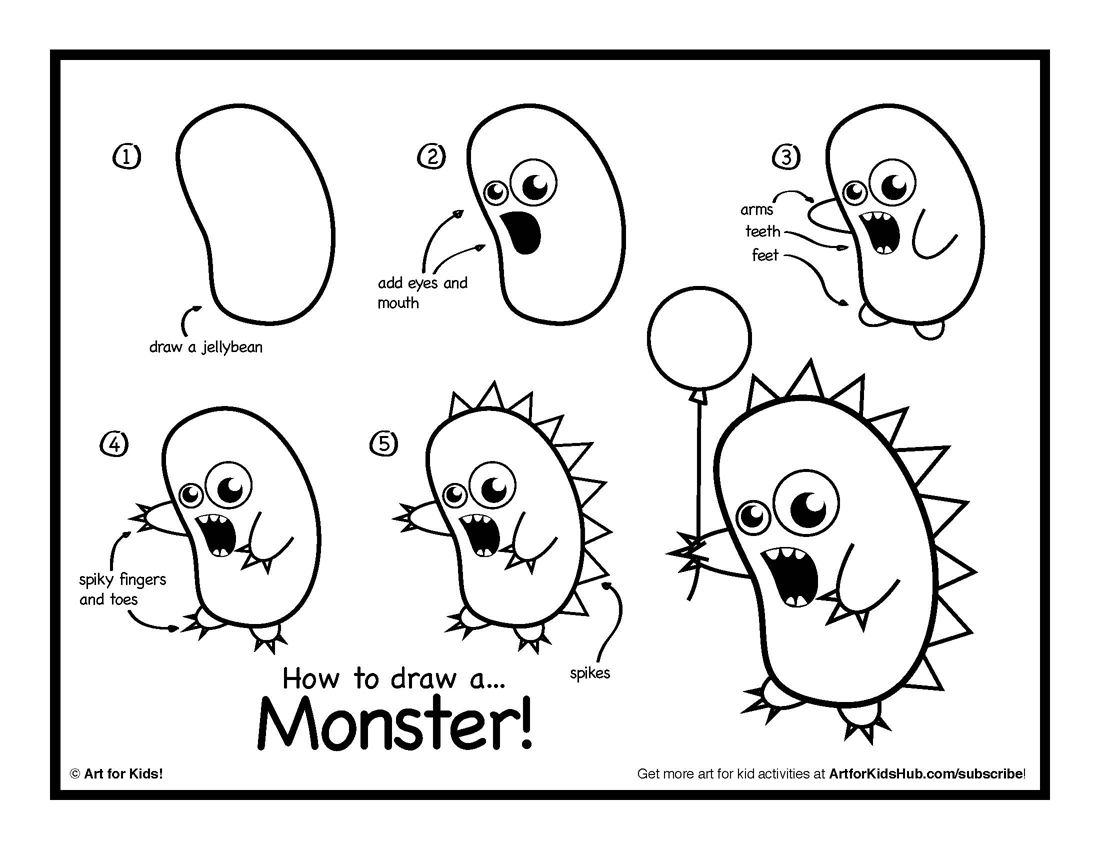 1
2
3
arms
teeth
feet
add eyes and
mouth
draw a jellybean
4
5
spiky fingers
and toes
spikes
How to draw a...
Monster!
© Art for Kids!
Get more art for kid activities at ArtforKidsHub.com/subscribe!